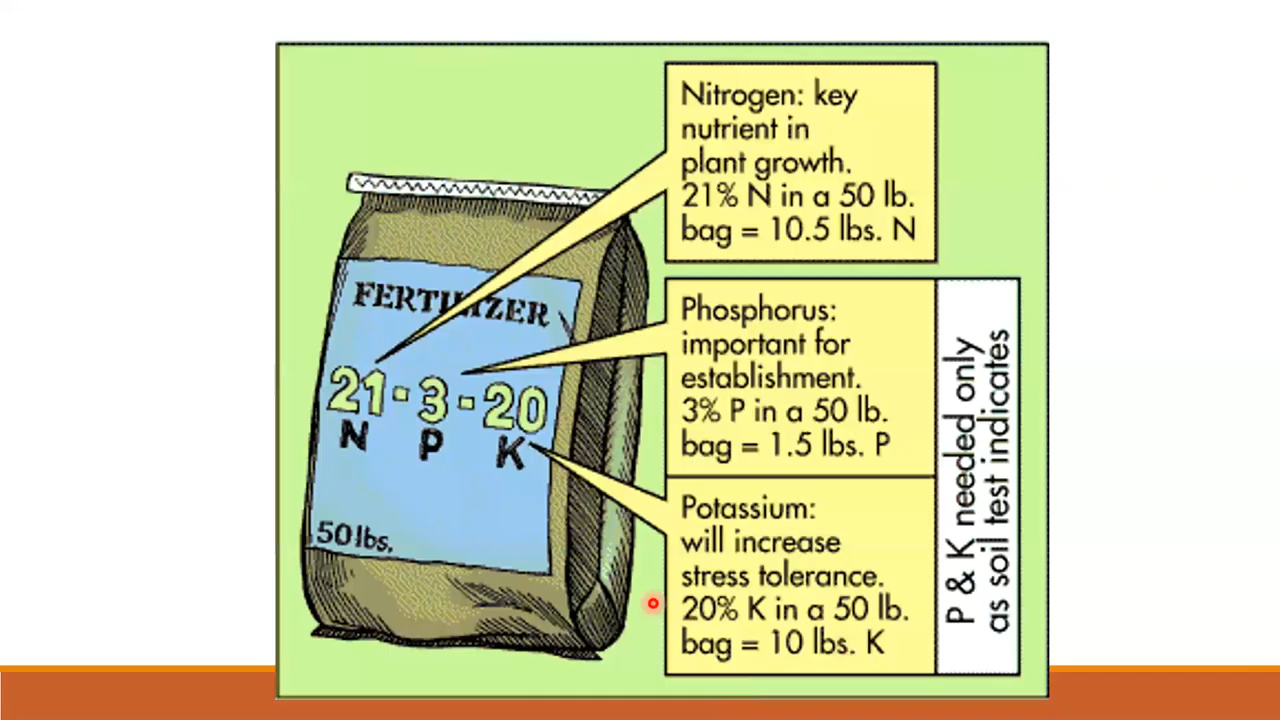 FERTILIZER
21-3-20
N P K
50 lbs.
Nitrogen: key
nutrient in
plant growth.
21% N in a 50 lb.
bag = 10.5 lbs. N
Phosphorus:
important for
establishment.
3% P in a 50 lb.
bag = 1.5 lbs. P
Potassium:
will increase
stress tolerance.
20% K in a 50 lb.
bag = 10 lbs. K
P & K needed only
as soil test indicates